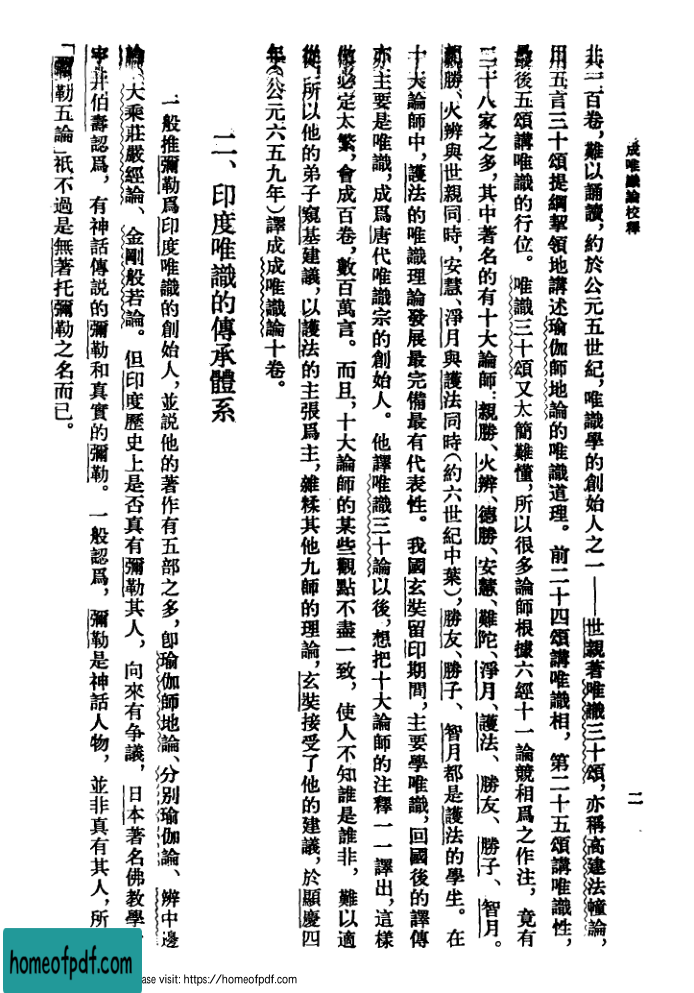 成唯識論校釋
二
共一百卷，難以誦讀，約於公元五世紀，唯識學的創始人之一——世親著唯識三十頌，亦稱高建法幢論，
用五言三十頌提綱挈領地講述瑜伽師地論的唯識道理。前二十四頌講唯識相，第二十五頌講唯識性，
最後五頌講唯識的行位。唯識三十頌又太簡難懂，所以很多論師根據六經十一論競相爲之作注，竟有
二十八家之多，其中著名的有十大論師：親勝、火辨、德勝、安慧、難陀、淨月、護法、勝友、勝子、智月。
親勝、火辨與世親同時，安慧、淨月與護法同時（約六世紀中葉），勝友、勝子、智月都是護法的學生。在
十大論師中，護法的唯識理論發展最完備最有代表性。我國玄奘留印期間，主要學唯識，回國後的譯傳
亦主要是唯識，成爲唐代唯識宗的創始人。他譯唯識三十論以後，想把十大論師的注釋一一譯出，這樣
做必定太繁，會成百卷，數百萬言。而且，十大論師的某些觀點不盡一致，使人不知誰是誰非，難以適
從，所以他的弟子窺基建議，以護法的主張爲主，雜糅其他九師的理論，玄奘接受了他的建議，於顯慶四
年（公元六五九年）譯成成唯識論十卷。
二、印度唯識的傳承體系
一般推彌勒爲印度唯識的創始人，並説他的著作有五部之多，卽瑜伽師地論、分別瑜伽論、辨中邊
論、大乘莊嚴經論、金剛般若論。但印度歷史上是否真有彌勒其人，向來有争議，日本著名佛教學
宇井伯壽認爲，有神話傳説的彌勒和真實的彌勒。一般認爲，彌勒是神話人物，並非真有其人，所
「彌勒五論」衹不過是無著托彌勒之名而已。
homeofpdf.com
ase visit: https://homeofpdf.com